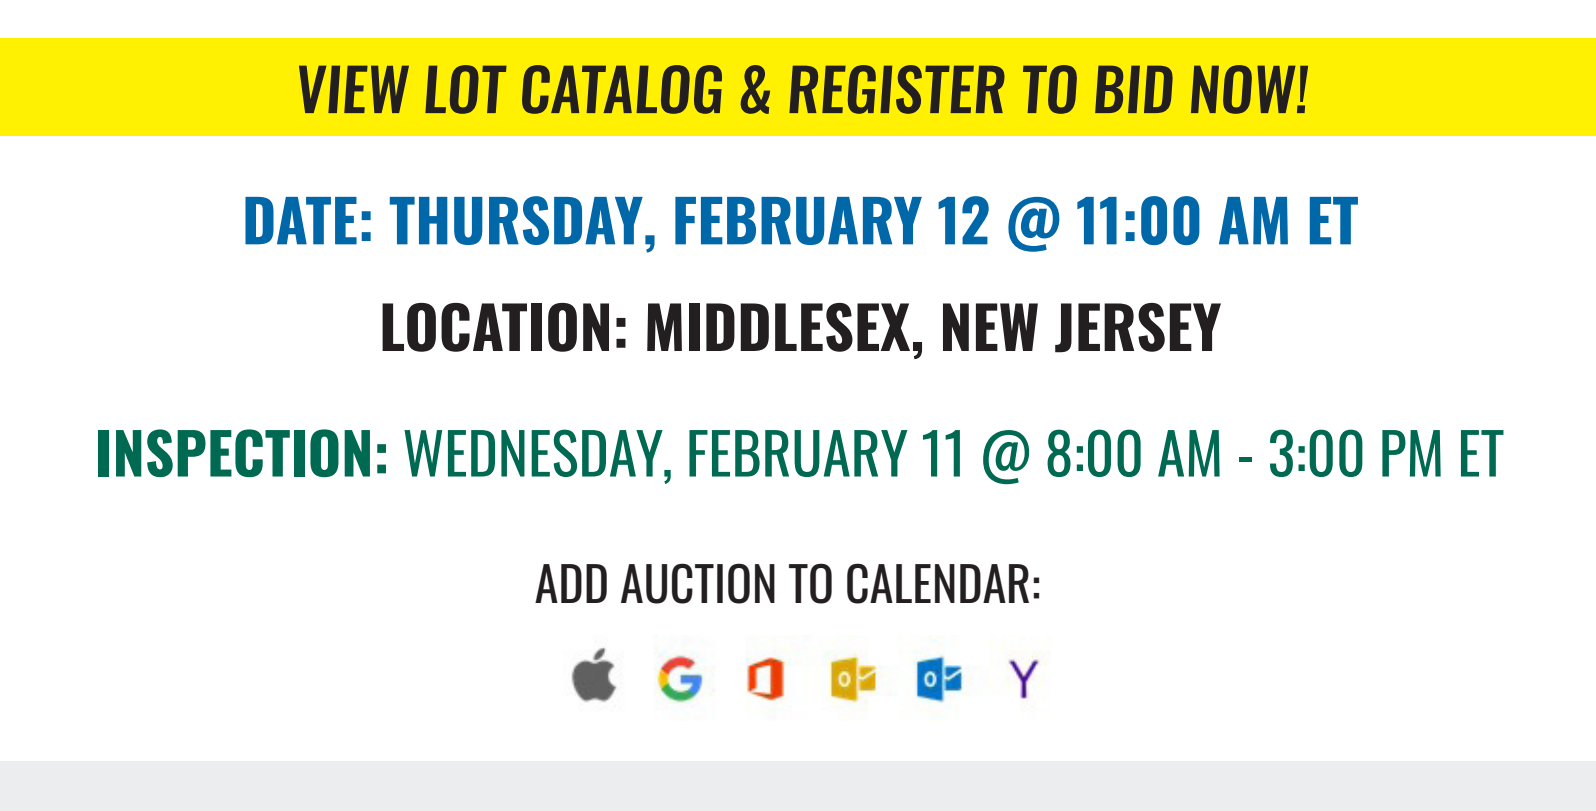 VIEW LOT CATALOG & REGISTER TO BID NOW!
DATE: THURSDAY, FEBRUARY 12 @ 11:00 AM ET
LOCATION: MIDDLESEX, NEW JERSEY
INSPECTION: WEDNESDAY, FEBRUARY 11 @ 8:00 AM - 3:00 PM ET
ADD AUCTION TO CALENDAR: